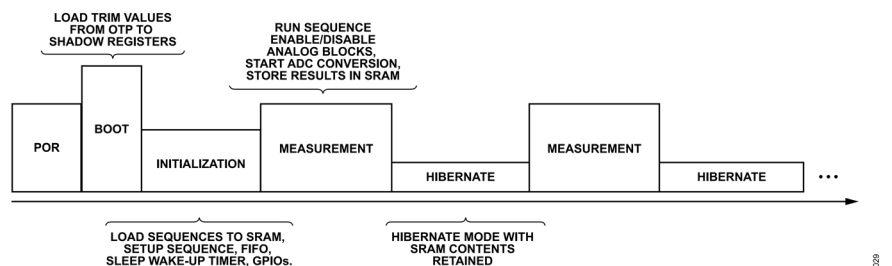 LOAD TRIM VALUES
FROM OTP TO
SHADOW REGISTERS
RUN SEQUENCE
ENABLE/DISABLE
ANALOG BLOCKS,
START ADC CONVERSION,
STORE RESULTS IN SRAM
POR
BOOT
INITIALIZATION
MEASUREMENT
HIBERNATE
MEASUREMENT
HIBERNATE
...
LOAD SEQUENCES TO SRAM,
SETUP SEQUENCE, FIFO,
SLEEP WAKE-UP TIMER, GPIOs.
HIBERNATE MODE WITH
SRAM CONTENTS
RETAINED
029